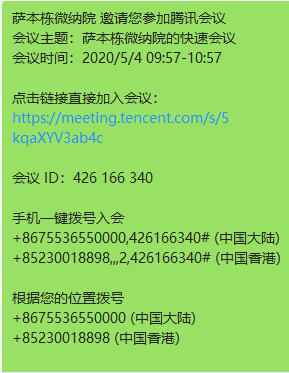 萨本栋微纳院 邀请您参加腾讯会议
会议主题：萨本栋微纳院的快速会议
会议时间：2020/5/4 09:57-10:57
点击链接直接加入会议：
https://meeting.tencent.com/s/5
kqaXYV3ab4c
会议 ID：426 166 340
手机一键拨号入会
+8675536550000,426166340# (中国大陆)
+85230018898,,,2,426166340# (中国香港)
根据您的位置拨号
+8675536550000 (中国大陆)
+85230018898 (中国香港)